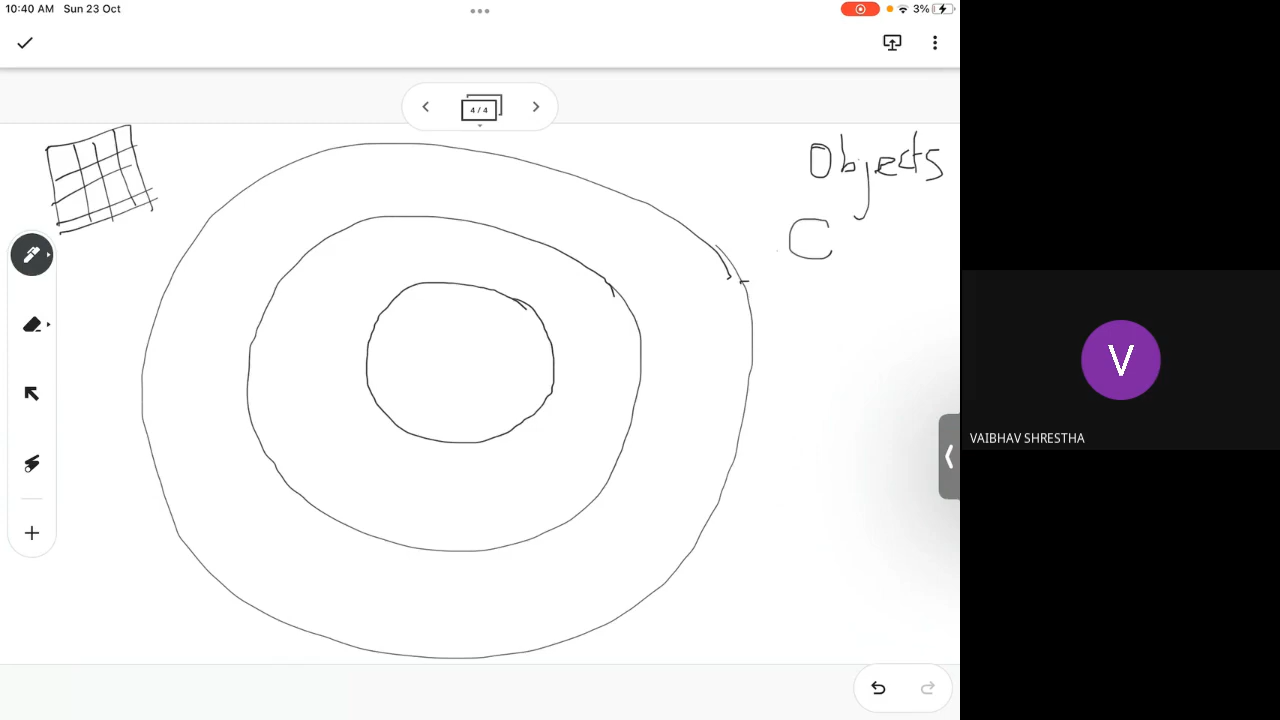 10:40 AM Sun 23 Oct
3%
4 / 4
Objects
C
V
VAIBHAV SHRESTHA